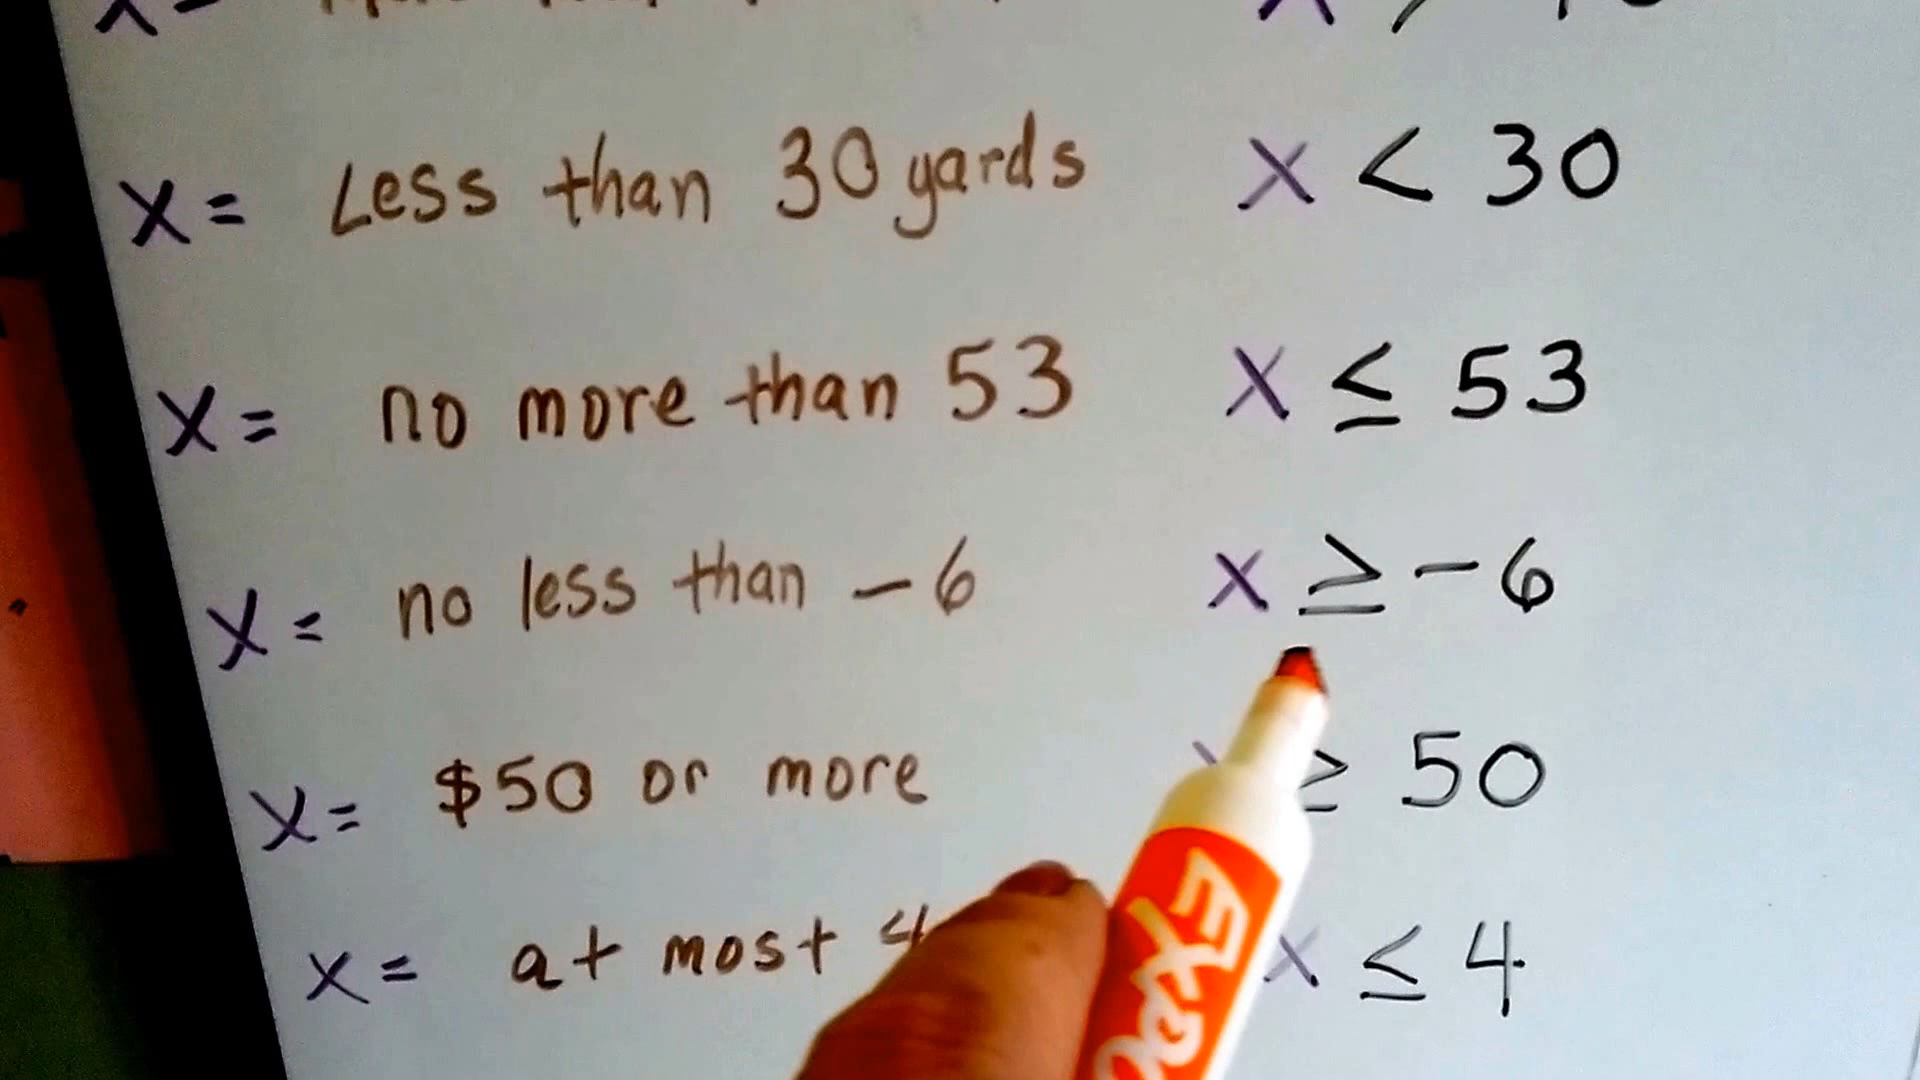 x = Less than 30 yards x < 30
x = no more than 53 x ≤ 53
x = no less than -6 x ≥ -6
x = $50 or more ≥ 50
x = at most 4 x ≤ 4
EXPO